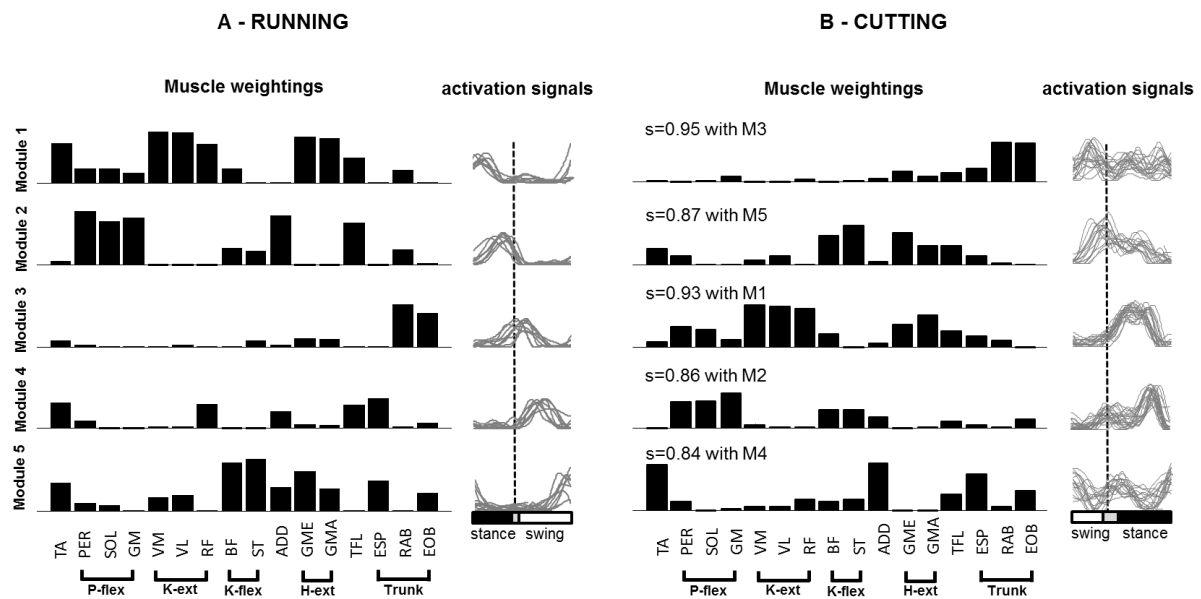 A - RUNNING
B - CUTTING
Muscle weightings
activation signals
Muscle weightings
activation signals
Module 1
Module 2
Module 3
Module 4
Module 5
s=0.95 with M3
s=0.87 with M5
s=0.93 with M1
s=0.86 with M2
s=0.84 with M4
TA PER SOL GM VM VL RF BF ST ADD GME GMA TFL ESP RAB EOB
P-flex K-ext K-flex H-ext Trunk
stance swing
TA PER SOL GM VM VL RF BF ST ADD GME GMA TFL ESP RAB EOB
P-flex K-ext K-flex H-ext Trunk
swing stance